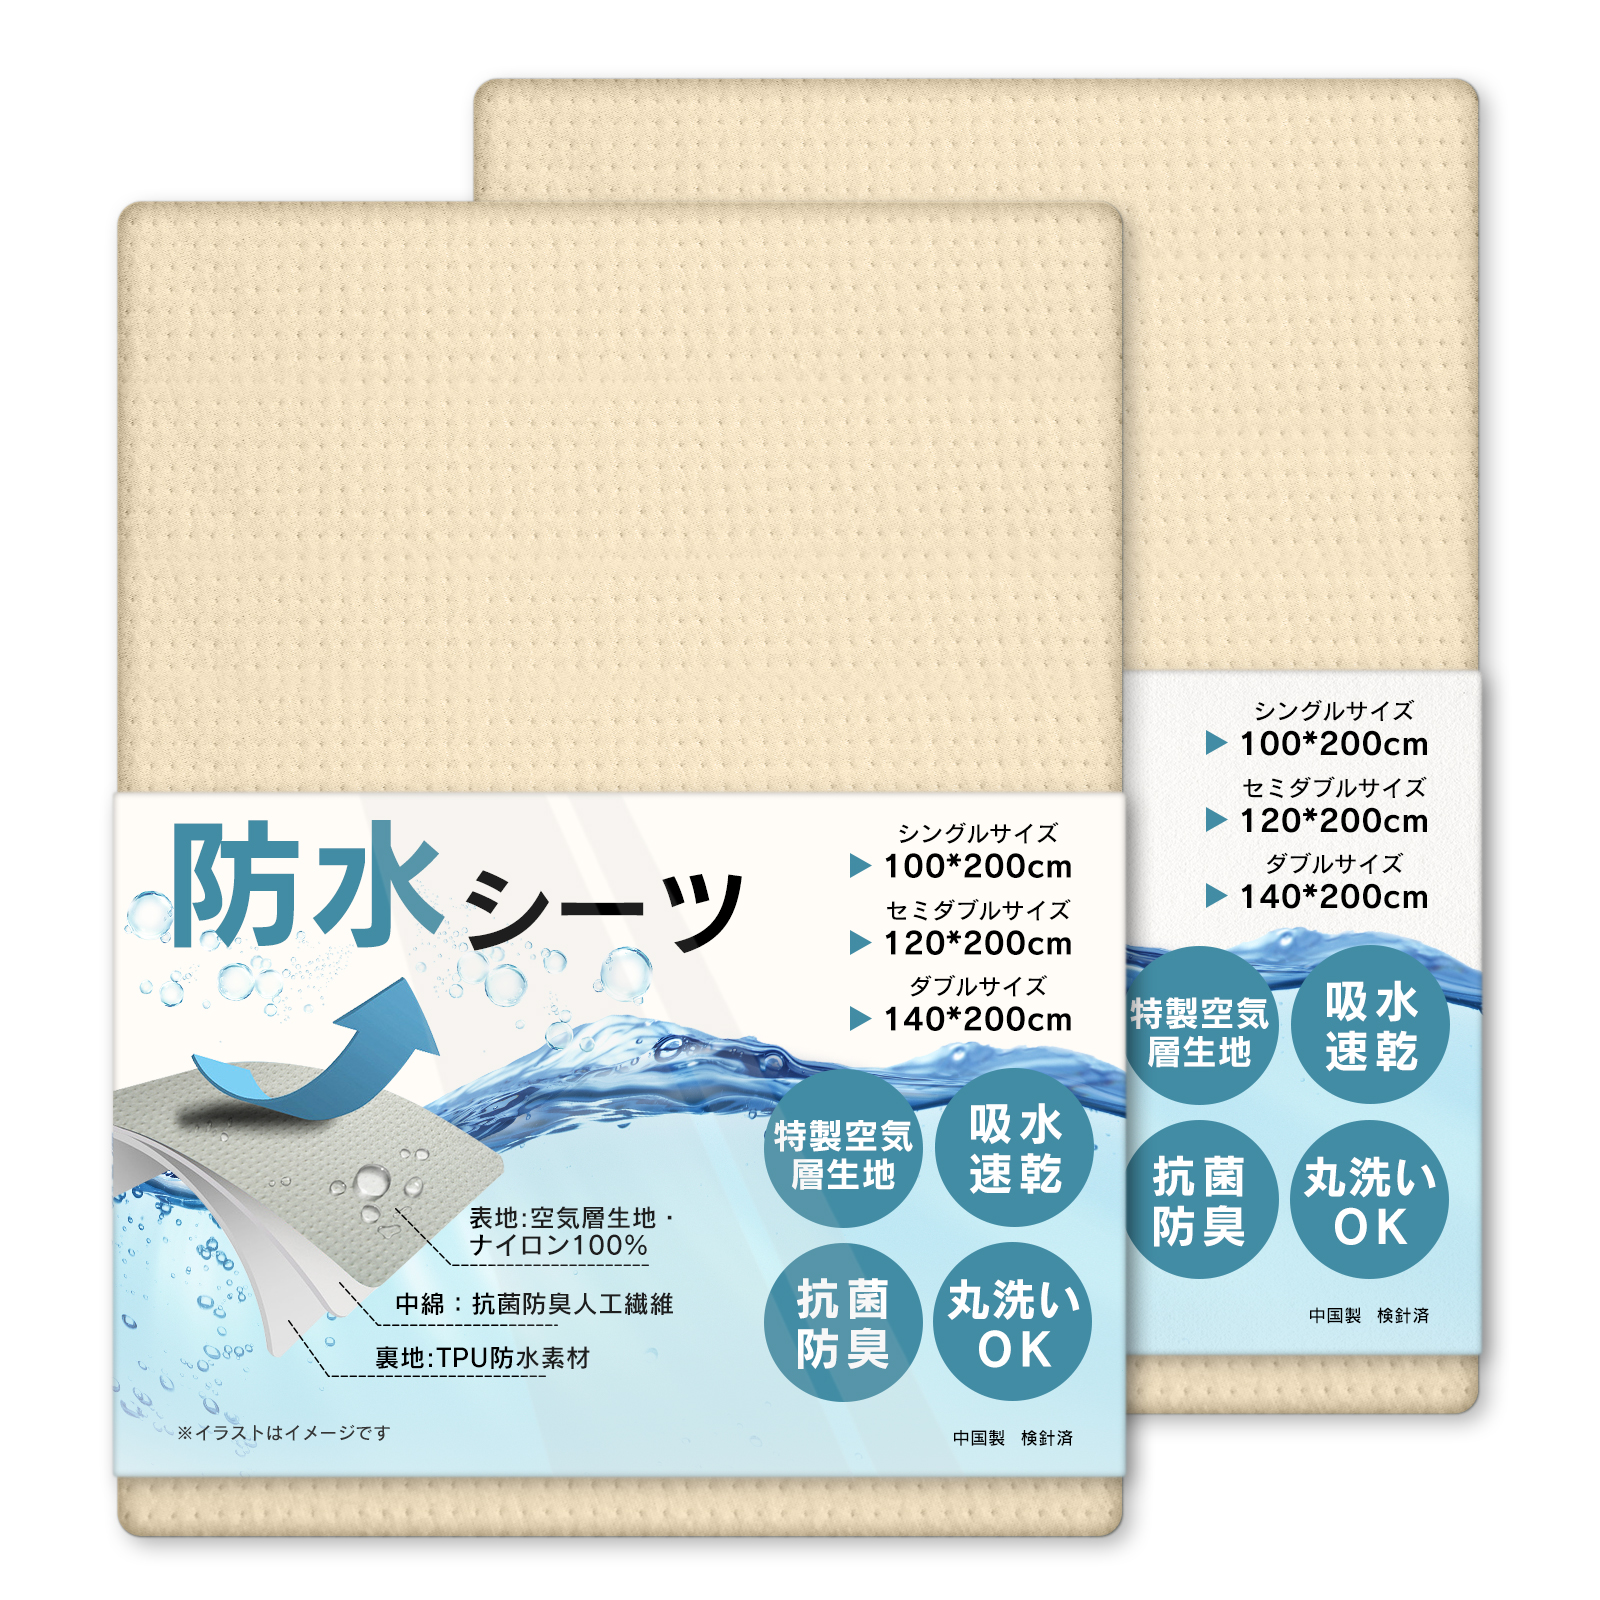 防水シーツ
シングルサイズ
100*200cm
セミダブルサイズ
120*200cm
ダブルサイズ
140*200cm
特製空気
層生地
吸水
速乾
抗菌
防臭
丸洗い
OK
表地:空気層生地・
ナイロン100%
中綿：抗菌防臭人工繊維
裏地:TPU防水素材
※イラストはイメージです
中国製 検針済
シングルサイズ
100*200cm
セミダブルサイズ
120*200cm
ダブルサイズ
140*200cm
特製空気
層生地
吸水
速乾
抗菌
防臭
丸洗い
OK
中国製 検針済